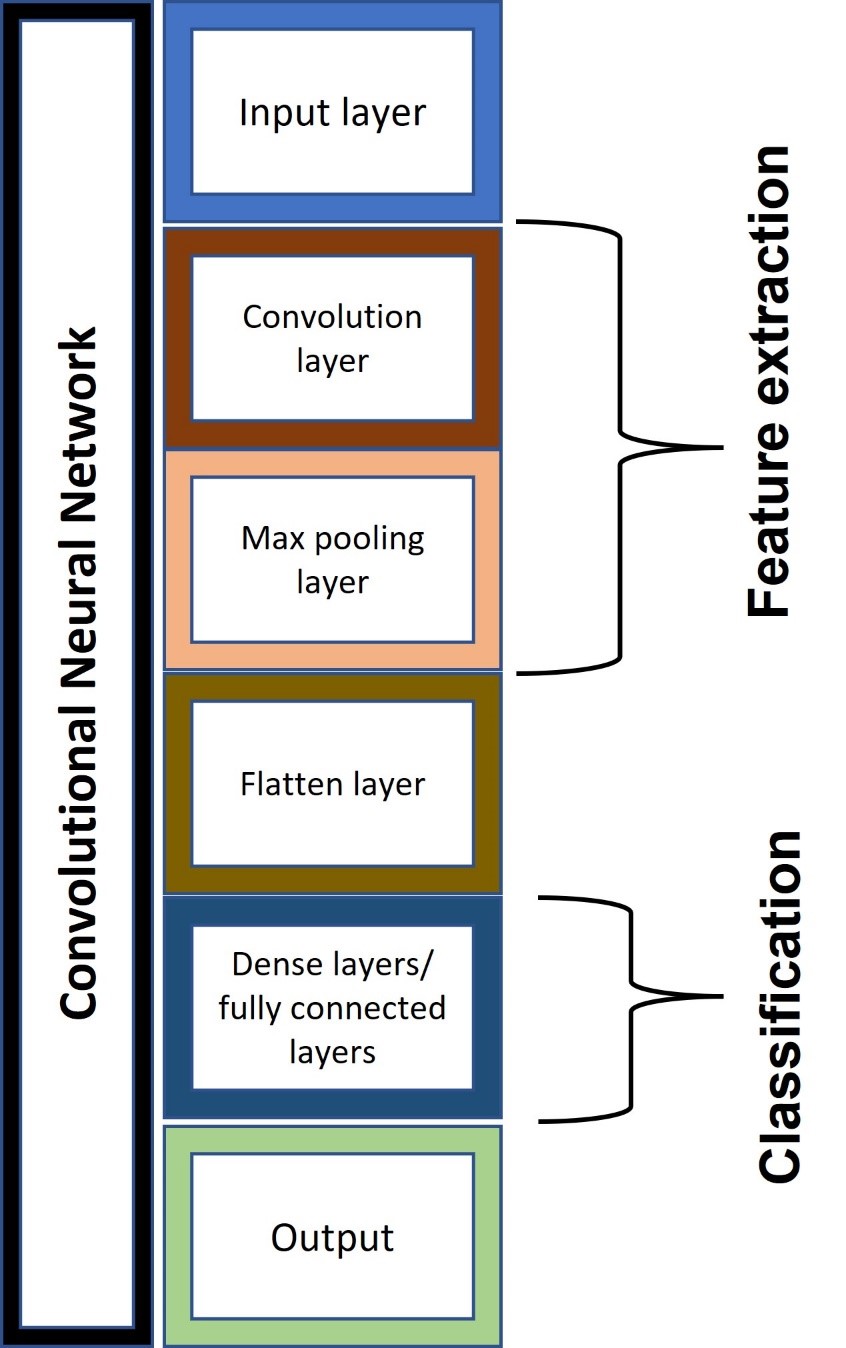 Convolutional Neural Network
Input layer
Convolution
layer
Max pooling
layer
Flatten layer
Dense layers/
fully connected
layers
Output
Feature extraction
Classification